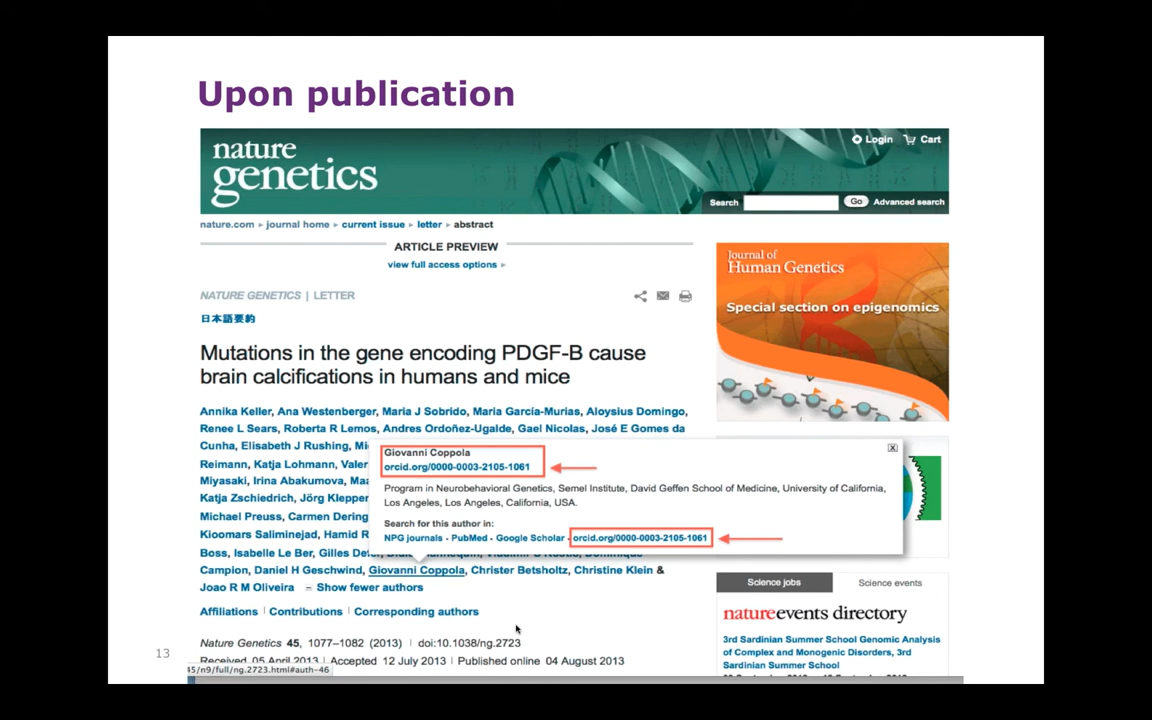 Upon publication
nature
genetics
Login Cart
Search Go Advanced search
nature.com ▸ journal home ▸ current issue ▸ letter ▸ abstract
ARTICLE PREVIEW
view full access options ▸
NATURE GENETICS | LETTER
日本語要約
Mutations in the gene encoding PDGF-B cause
brain calcifications in humans and mice
Annika Keller, Ana Westenberger, Maria J Sobrido, Maria García-Murias, Aloysius Domingo,
Renee L Sears, Roberta R Lemos, Andres Ordoñez-Ugalde, Gael Nicolas, José E Gomes da
Cunha, Elisabeth J Rushing,
Reimann, Katja Lohmann,
Miyasaki, Irina Abakumova,
Katja Zschiedrich, Jörg
Michael Preuss, Carmen
Kioomars Saliminejad, Hamid
Boss, Isabelle Le Ber, Gilles
Campion, Daniel H Geschwind, Giovanni Coppola, Christer Betsholtz, Christine Klein &
Joao R M Oliveira Show fewer authors
Giovanni Coppola
orcid.org/0000-0003-2105-1061
Program in Neurobehavioral Genetics, Semel Institute, David Geffen School of Medicine, University of California,
Los Angeles, Los Angeles, California, USA.
Search for this author in:
NPG journals • PubMed • Google Scholar • orcid.org/0000-0003-2105-1061
Affiliations | Contributions | Corresponding authors
Nature Genetics 45, 1077–1082 (2013) | doi:10.1038/ng.2723
Received 05 April 2013 | Accepted 12 July 2013 | Published online 04 August 2013
45/n9/full/ng.2723.html#auth-46
13
Journal of
Human Genetics
Special section on epigenomics
Science jobs Science events
natureevents directory
3rd Sardinian Summer School Genomic Analysis
of Complex and Monogenic Disorders, 3rd
Sardinian Summer School